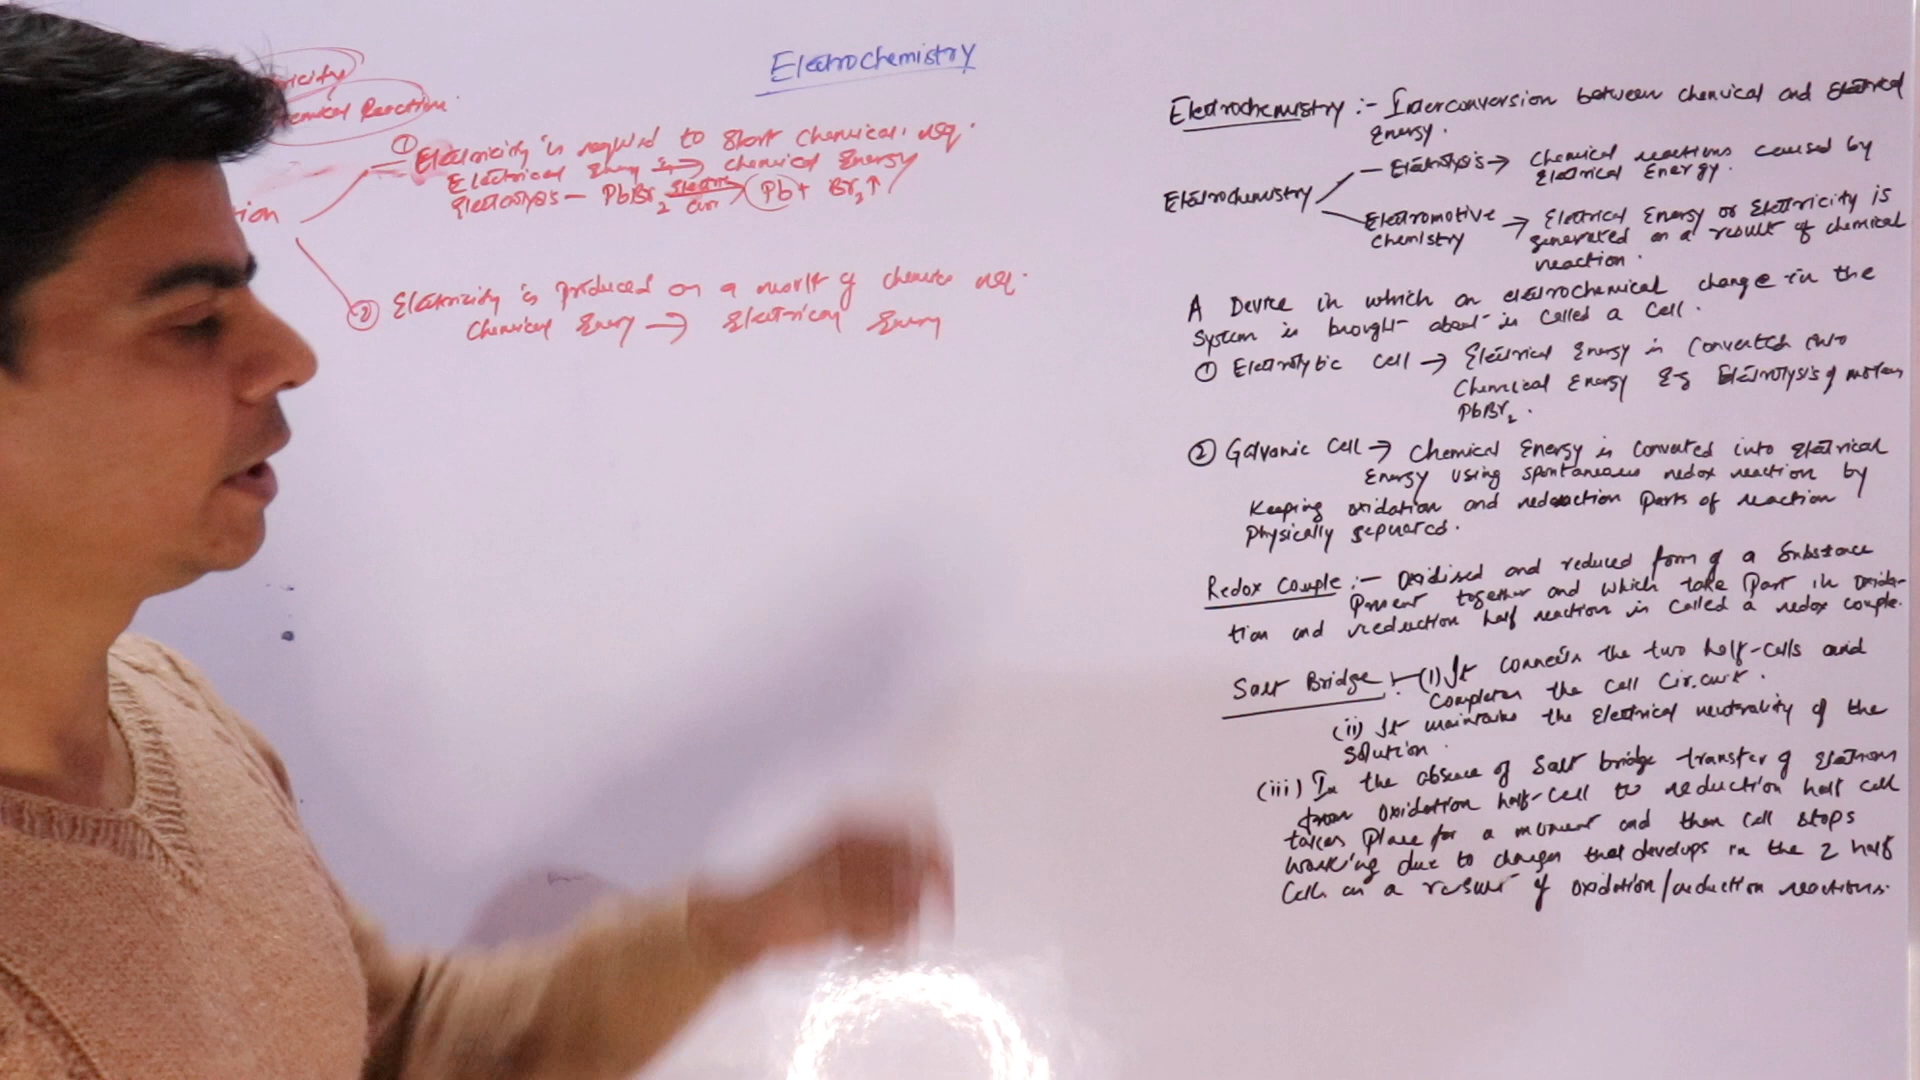 Electrochemistry
ricity
emical Reaction.
① Electricity is required to start chemical. rxq.
Electrical Energy is → chemical Energy
Electrolysis – PbBr2 electric curr → Pb + Br2↑
tion
② Electricity is produced as a result of chemica rxq.
Chemical Energy → Electrical Energy
Electrochemistry :- Interconversion between chemical and Electrical
Energy.
Electrolysis → Chemical reactions caused by
Electrical Energy.
Electrochemistry
Electromotive → Electrical Energy or Electricity is
chemistry generated as a result of chemical
reaction.
A Device in which an electrochemical change in the
System is brought about is called a Cell.
① Electrolytic cell → Electrical Energy is Converted into
Chemical Energy Eg Electrolysis of molten
PbBr2.
② Galvanic Cell → Chemical Energy is Converted into Electrical
Energy using spontaneous redox reaction by
Keeping oxidation and reduction Parts of reaction
Physically separated.
Redox Couple :- Oxidised and reduced form of a Substance
Present together and which take Part in Oxida-
tion and reduction half reaction is called a redox couple.
Salt Bridge :- (i) It connects the two half-cells and
Completes the Cell Circuit.
(ii) It maintains the Electrical neutrality of the
Solution.
(iii) In the absence of Salt bridge transfer of Electrons
from Oxidation half-cell to reduction half cell
takes Place for a moment and then Cell stops
working due to charges that develops in the 2 half
Cells as a result of oxidation/reduction reactions.